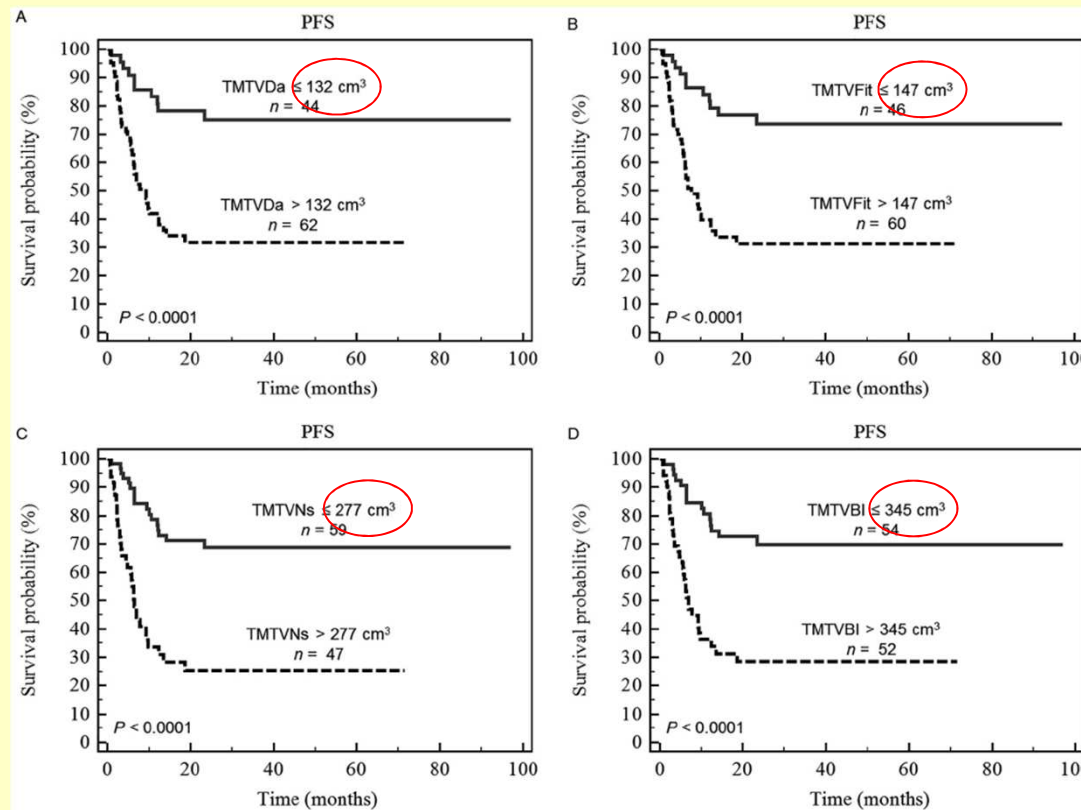 A
PFS
100
90
80
70
60
50
40
30
20
10
0
Survival probability (%)
TMTVDa ≤ 132 cm³
n = 44
TMTVDa > 132 cm³
n = 62
P < 0.0001
0 20 40 60 80 100
Time (months)
B
PFS
100
90
80
70
60
50
40
30
20
10
0
Survival probability (%)
TMTVFit ≤ 147 cm³
n = 46
TMTVFit > 147 cm³
n = 60
P < 0.0001
0 20 40 60 80 100
Time (months)
C
PFS
100
90
80
70
60
50
40
30
20
10
0
Survival probability (%)
TMTVNs ≤ 277 cm³
n = 59
TMTVNs > 277 cm³
n = 47
P < 0.0001
0 20 40 60 80 100
Time (months)
D
PFS
100
90
80
70
60
50
40
30
20
10
0
Survival probability (%)
TMTVBl ≤ 345 cm³
n = 54
TMTVBl > 345 cm³
n = 52
P < 0.0001
0 20 40 60 80 100
Time (months)